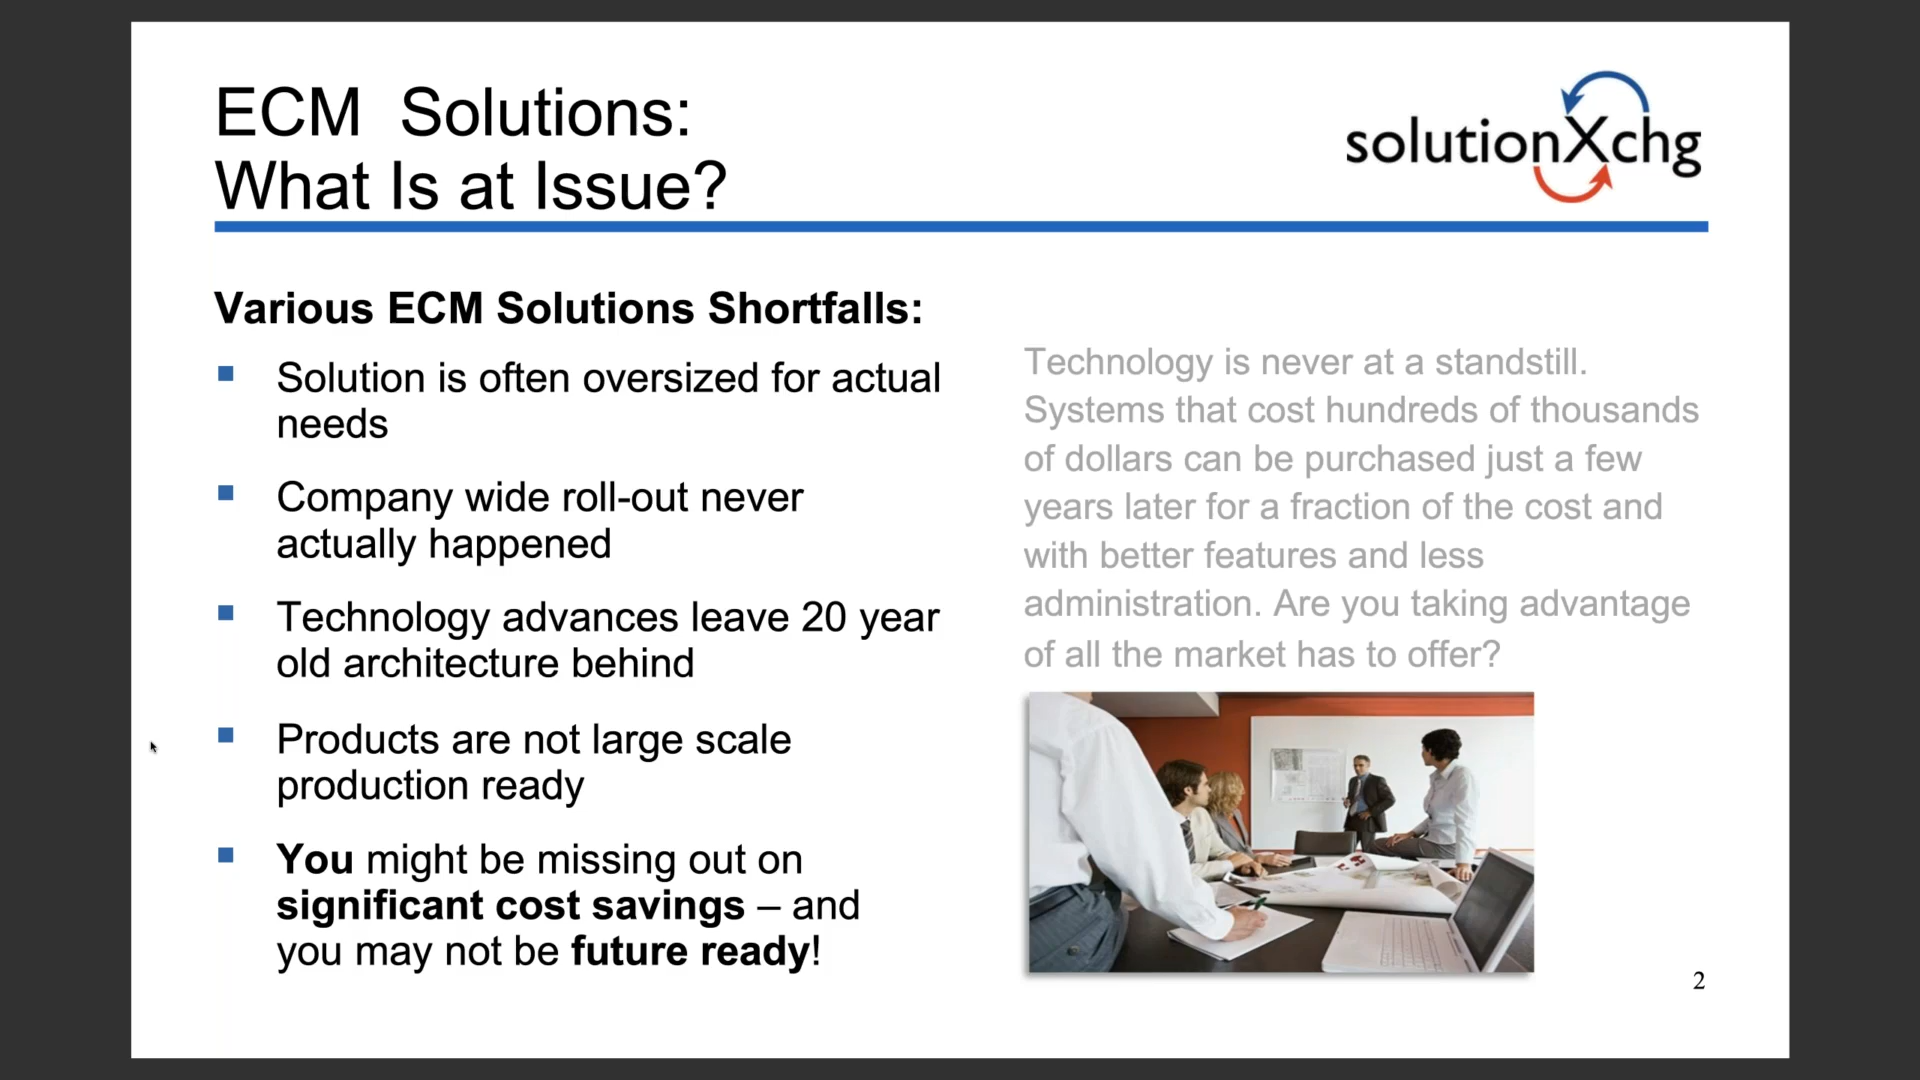 ECM  Solutions:
What Is at Issue?
solutionXchg
Various ECM Solutions Shortfalls:
Solution is often oversized for actual
needs
Company wide roll-out never
actually happened
Technology advances leave 20 year
old architecture behind
Products are not large scale
production ready
You might be missing out on
significant cost savings – and
you may not be future ready!
Technology is never at a standstill.
Systems that cost hundreds of thousands
of dollars can be purchased just a few
years later for a fraction of the cost and
with better features and less
administration. Are you taking advantage
of all the market has to offer?
2